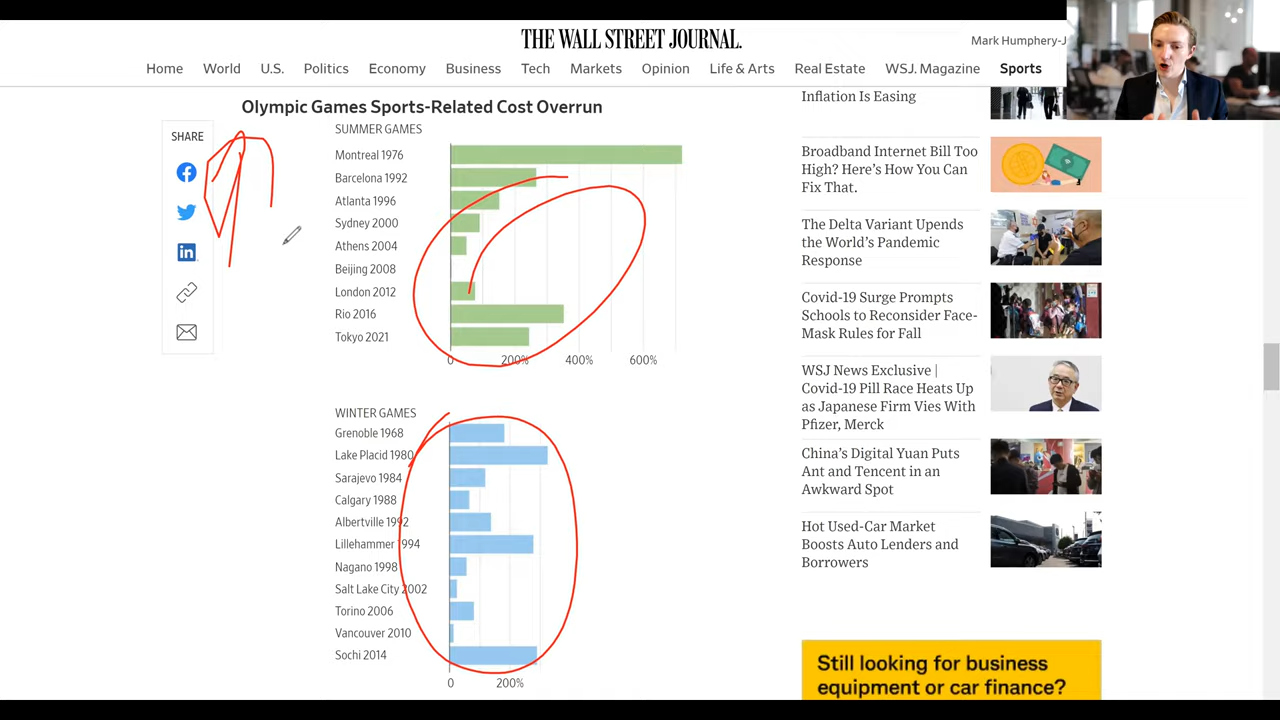 THE WALL STREET JOURNAL.
Mark Humphery-J
Home World U.S. Politics Economy Business Tech Markets Opinion Life & Arts Real Estate WSJ. Magazine Sports
Olympic Games Sports-Related Cost Overrun
SHARE
SUMMER GAMES
Montreal 1976
Barcelona 1992
Atlanta 1996
Sydney 2000
Athens 2004
Beijing 2008
London 2012
Rio 2016
Tokyo 2021
0 200% 400% 600%
WINTER GAMES
Grenoble 1968
Lake Placid 1980
Sarajevo 1984
Calgary 1988
Albertville 1992
Lillehammer 1994
Nagano 1998
Salt Lake City 2002
Torino 2006
Vancouver 2010
Sochi 2014
0 200%
Inflation Is Easing
Broadband Internet Bill Too
High? Here's How You Can
Fix That.
The Delta Variant Upends
the World's Pandemic
Response
Covid-19 Surge Prompts
Schools to Reconsider Face-
Mask Rules for Fall
WSJ News Exclusive |
Covid-19 Pill Race Heats Up
as Japanese Firm Vies With
Pfizer, Merck
China's Digital Yuan Puts
Ant and Tencent in an
Awkward Spot
Hot Used-Car Market
Boosts Auto Lenders and
Borrowers
Still looking for business
equipment or car finance?